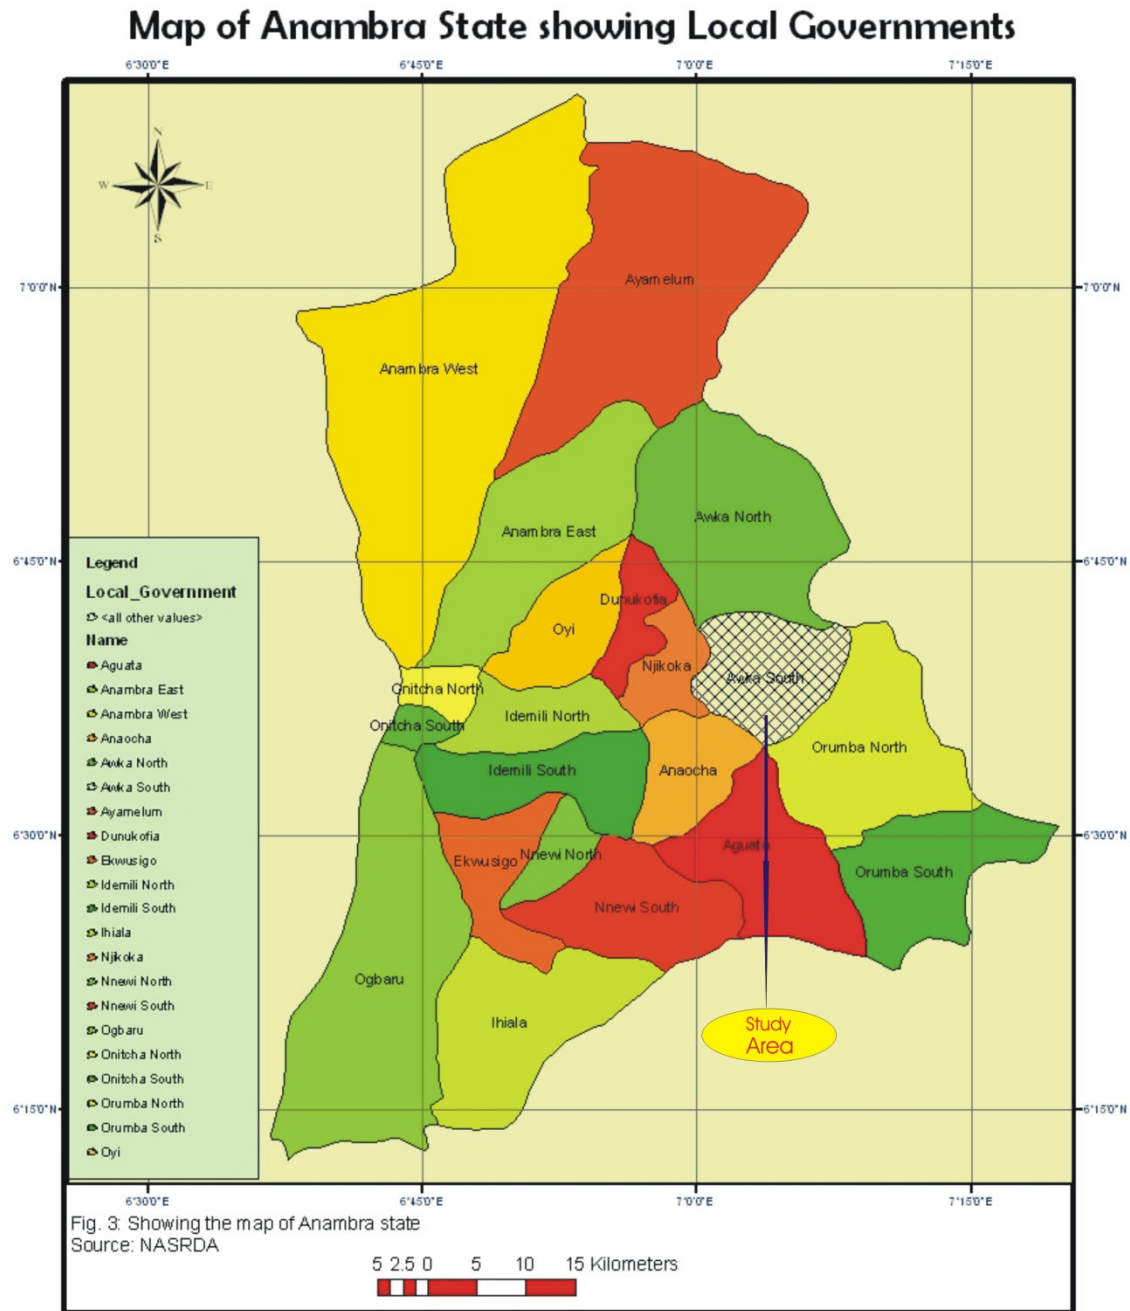 Map of Anambra State showing Local Governments
6°30'0"E 6°45'0"E 7°0'0"E 7°15'0"E
N
W E
S
Ayamelum
7°0'0"N 7°0'0"N
Anambra West
Awka North
Anambra East
6°45'0"N 6°45'0"N
Dunukofia
Oyi
Njikoka
Awka South
Onitcha North
Idemili North
Onitcha South
Orumba North
Idemili South Anaocha
6°30'0"N 6°30'0"N
Aguata
Nnewi North
Ekwusigo
Orumba South
Nnewi South
Ogbaru
Ihiala
Study
Area
6°15'0"N 6°15'0"N
Legend
Local_Government
<all other values>
Name
Aguata
Anambra East
Anambra West
Anaocha
Awka North
Awka South
Ayamelum
Dunukofia
Ekwusigo
Idemili North
Idemili South
Ihiala
Njikoka
Nnewi North
Nnewi South
Ogbaru
Onitcha North
Onitcha South
Orumba North
Orumba South
Oyi
6°30'0"E 6°45'0"E 7°0'0"E 7°15'0"E
Fig. 3: Showing the map of Anambra state
Source: NASRDA
5 2.5 0 5 10 15 Kilometers